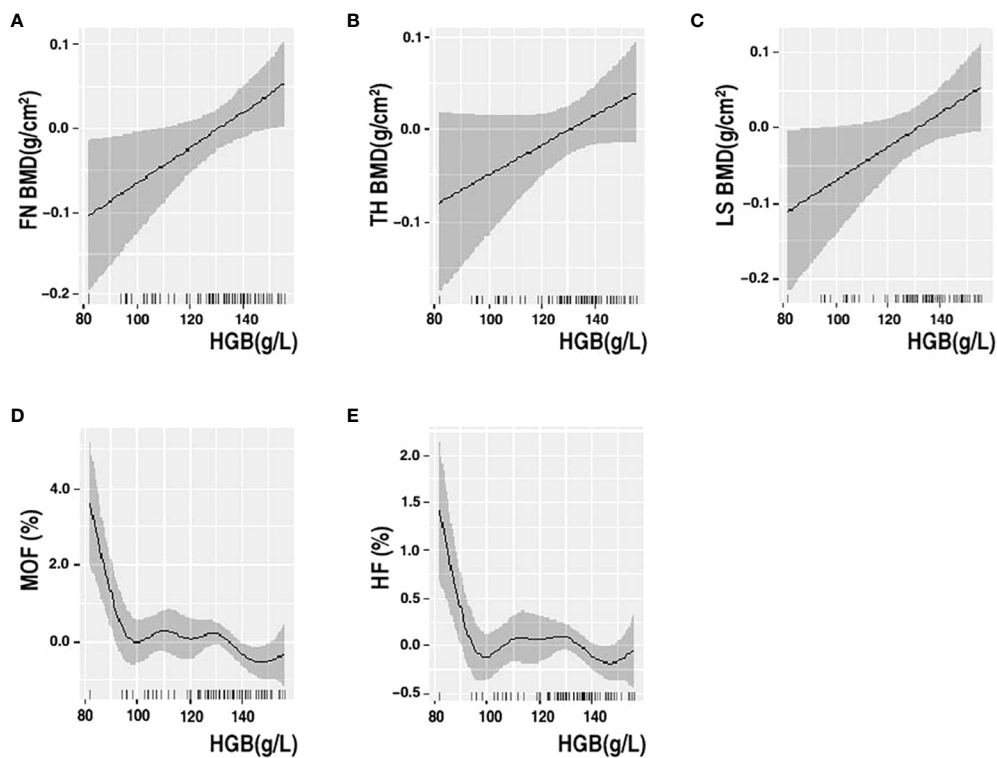 A
B
C
FN BMD(g/cm²)
0.1
0.0
−0.1
−0.2
80 100 120 140
HGB(g/L)
TH BMD(g/cm²)
0.1
0.0
−0.1
80 100 120 140
HGB(g/L)
LS BMD(g/cm²)
0.1
0.0
−0.1
−0.2
80 100 120 140
HGB(g/L)
D
E
MOF (%)
4.0
2.0
0.0
80 100 120 140
HGB(g/L)
HF (%)
2.0
1.5
1.0
0.5
0.0
−0.5
80 100 120 140
HGB(g/L)